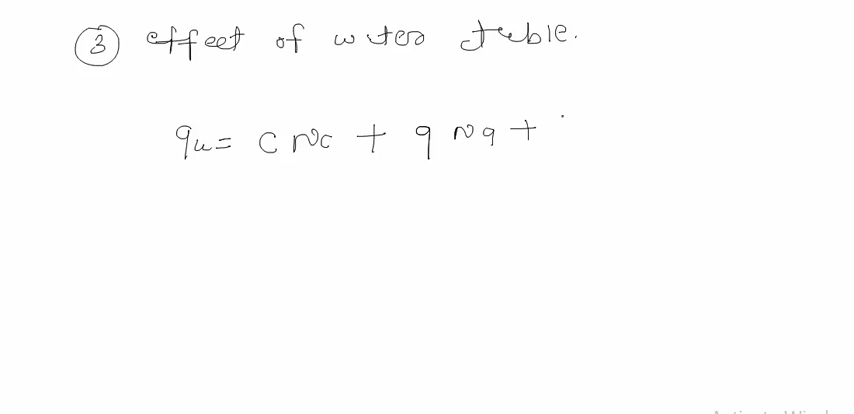 ③ effect of water table.
qu = C Nc + q Nq +